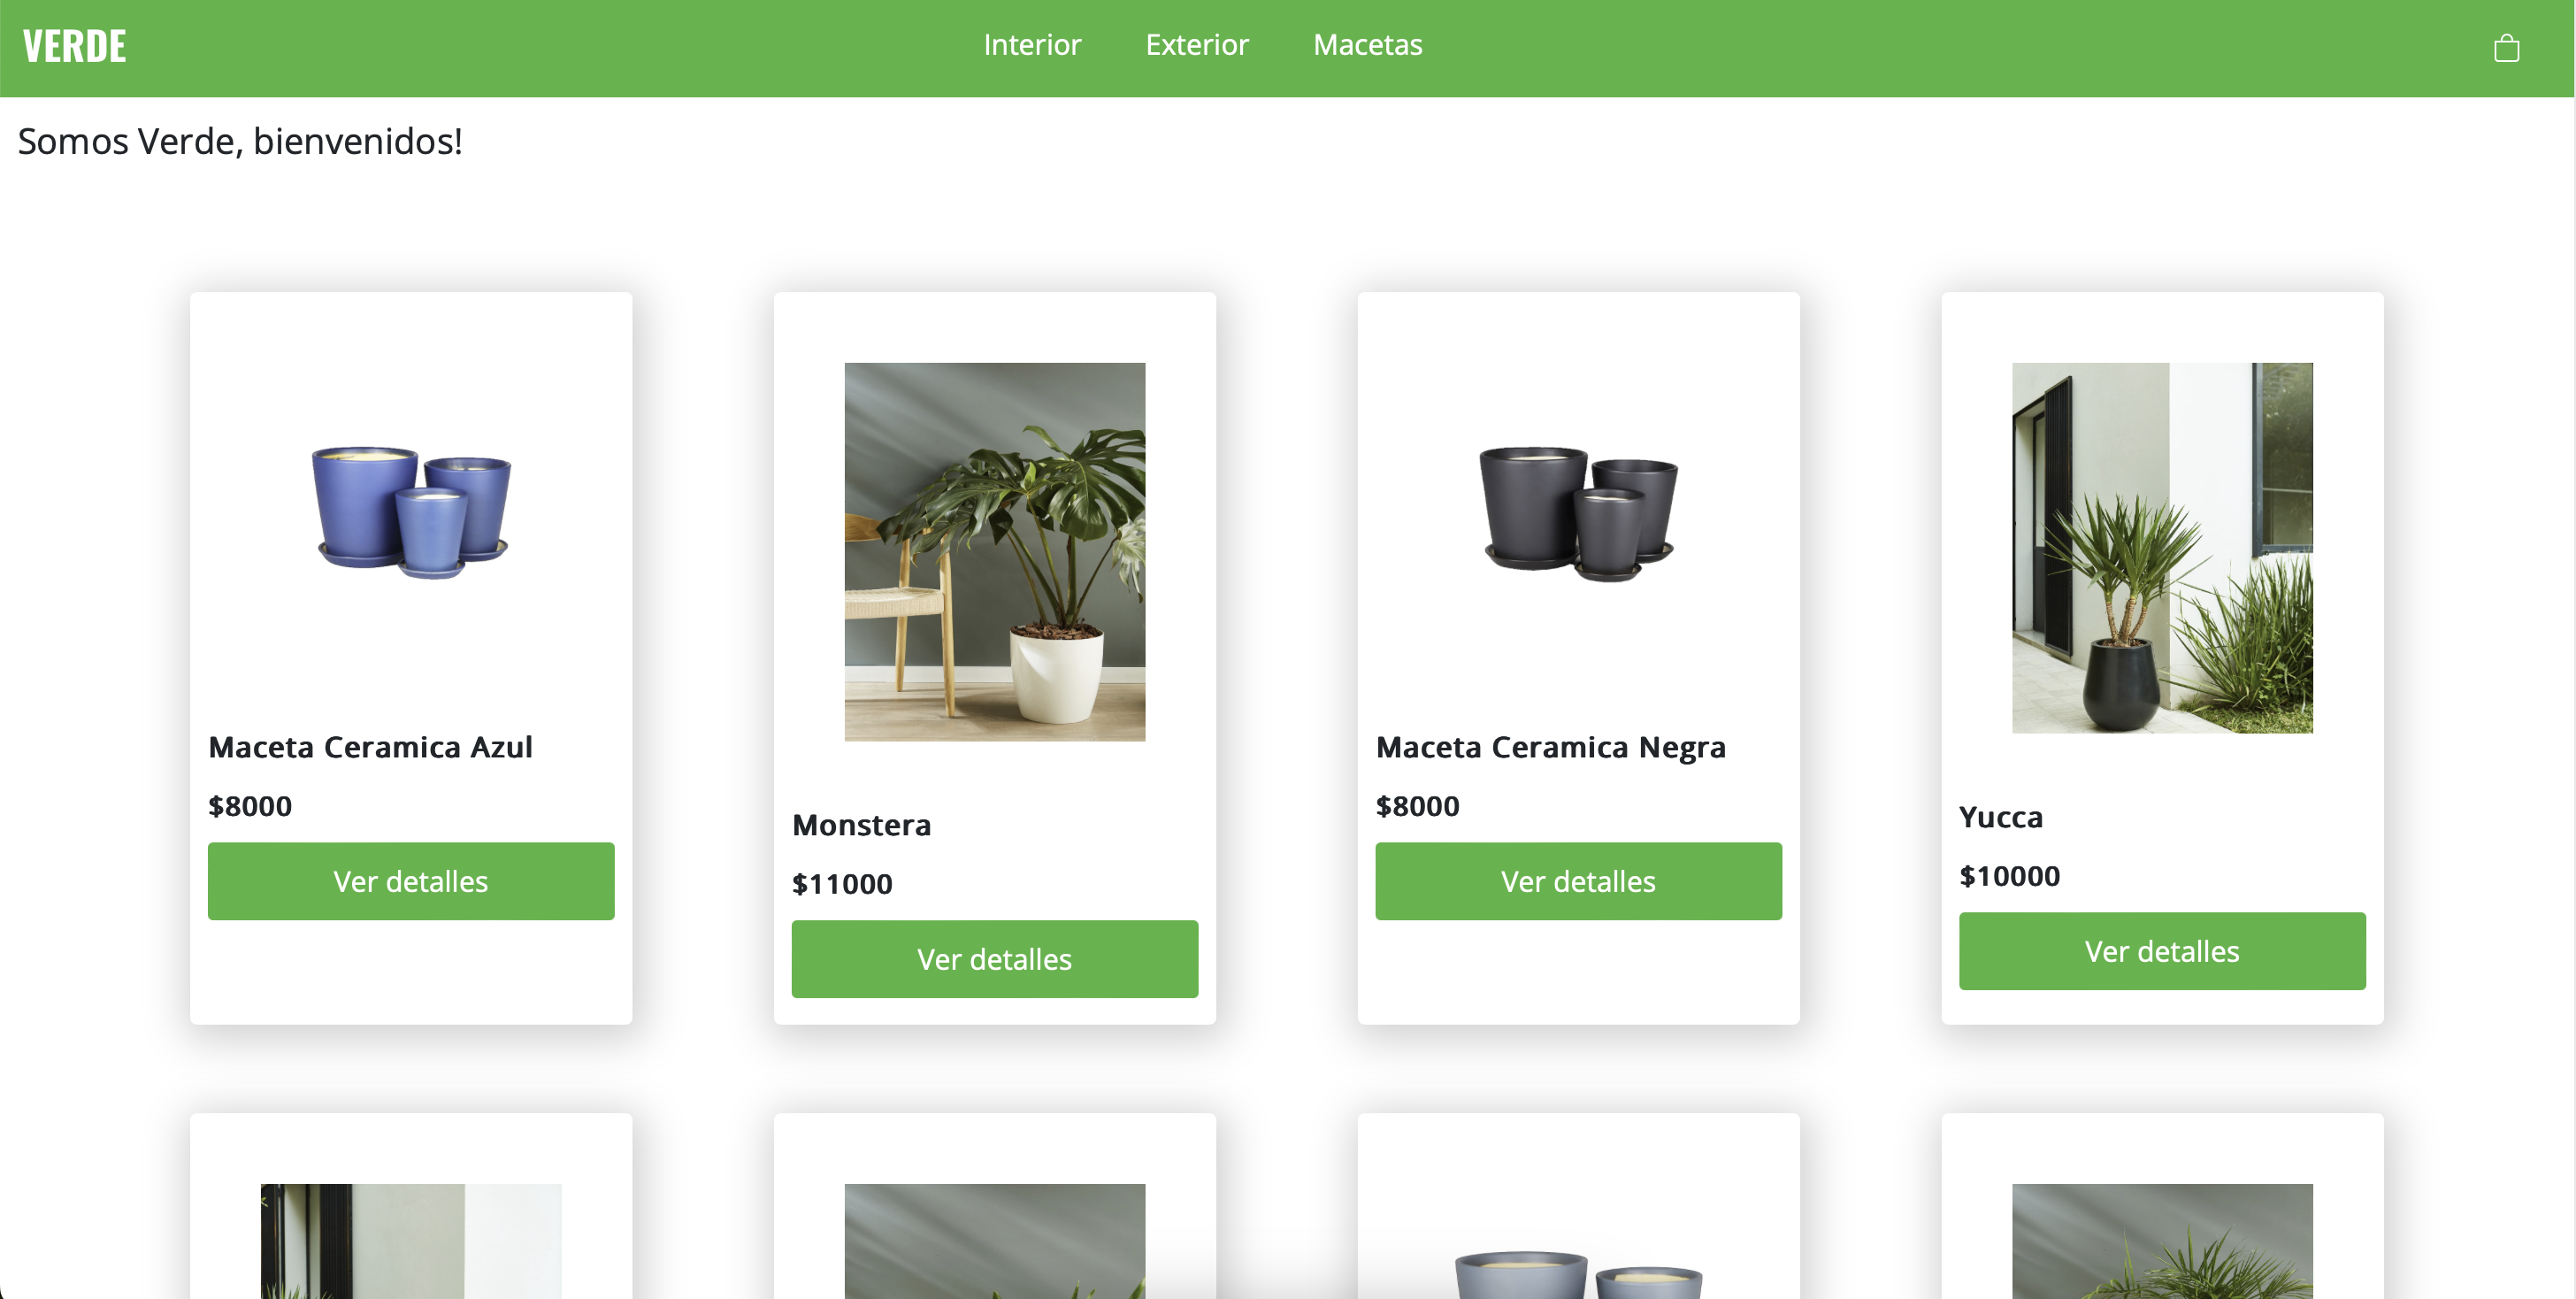 VERDE
Interior
Exterior
Macetas
Somos Verde, bienvenidos!
Maceta Ceramica Azul
$8000
Ver detalles
Monstera
$11000
Ver detalles
Maceta Ceramica Negra
$8000
Ver detalles
Yucca
$10000
Ver detalles